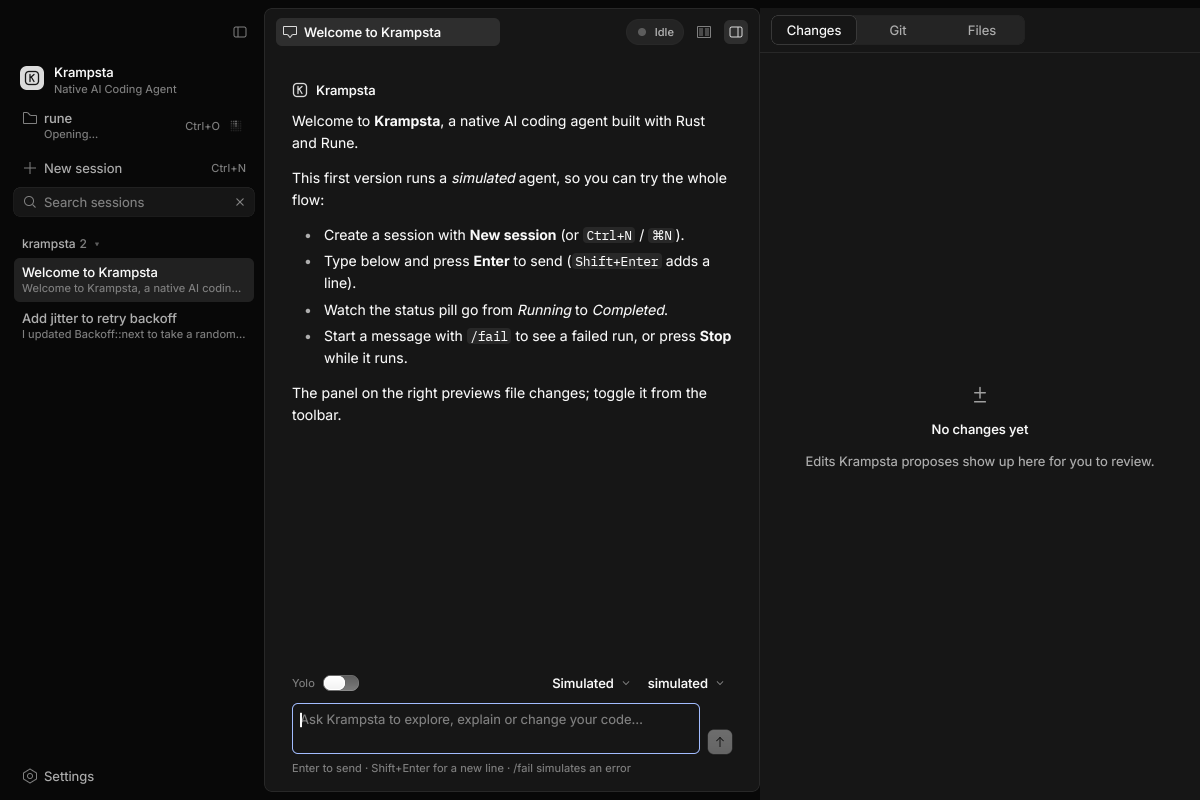 Krampsta
Native AI Coding Agent
rune
Opening...
Ctrl+O
New session
Ctrl+N
Search sessions
krampsta 2
Welcome to Krampsta
Welcome to Krampsta, a native AI codin...
Add jitter to retry backoff
I updated Backoff::next to take a random...
Settings
Welcome to Krampsta
Idle
Krampsta
Welcome to Krampsta, a native AI coding agent built with Rust
and Rune.
This first version runs a simulated agent, so you can try the whole
flow:
• Create a session with New session (or Ctrl+N / ⌘N).
• Type below and press Enter to send (Shift+Enter adds a
line).
• Watch the status pill go from Running to Completed.
• Start a message with /fail to see a failed run, or press Stop
while it runs.
The panel on the right previews file changes; toggle it from the
toolbar.
Yolo
Simulated
simulated
Ask Krampsta to explore, explain or change your code...
Enter to send · Shift+Enter for a new line · /fail simulates an error
Changes
Git
Files
No changes yet
Edits Krampsta proposes show up here for you to review.